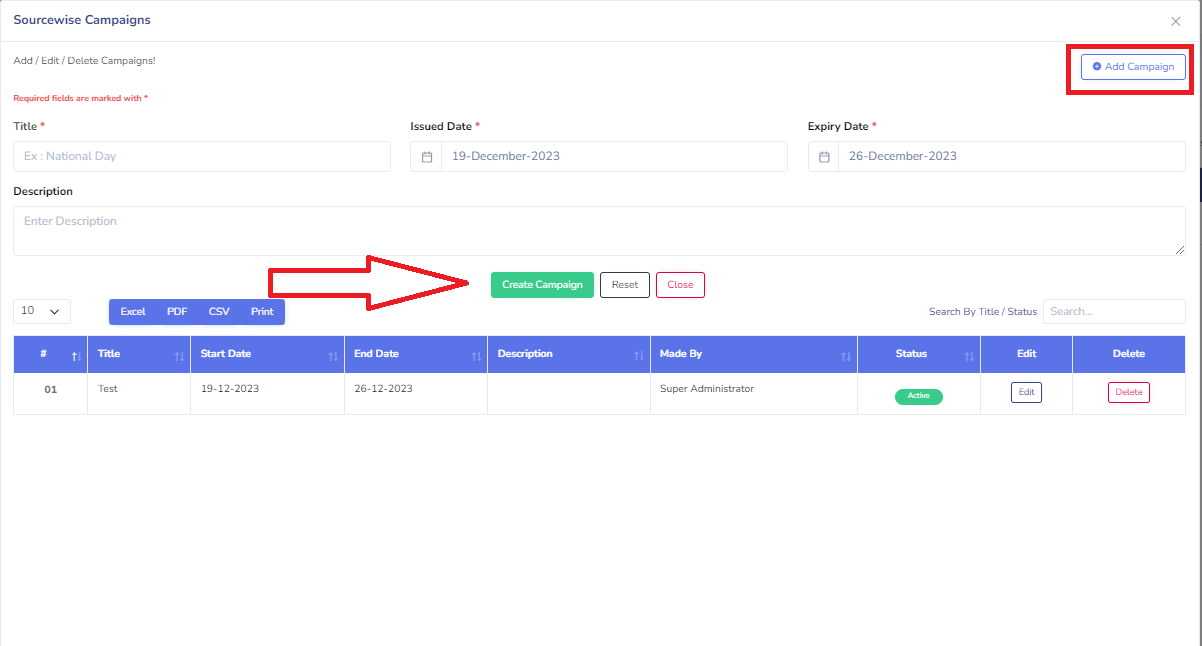 Sourcewise Campaigns
Add / Edit / Delete Campaigns!
Add Campaign
Required fields are marked with *
Title * Issued Date * Expiry Date *
Ex : National Day 19-December-2023 26-December-2023
Description
Enter Description
Create Campaign Reset Close
10 Excel PDF CSV Print Search By Title / Status Search...
# Title Start Date End Date Description Made By Status Edit Delete
01 Test 19-12-2023 26-12-2023 Super Administrator Active Edit Delete